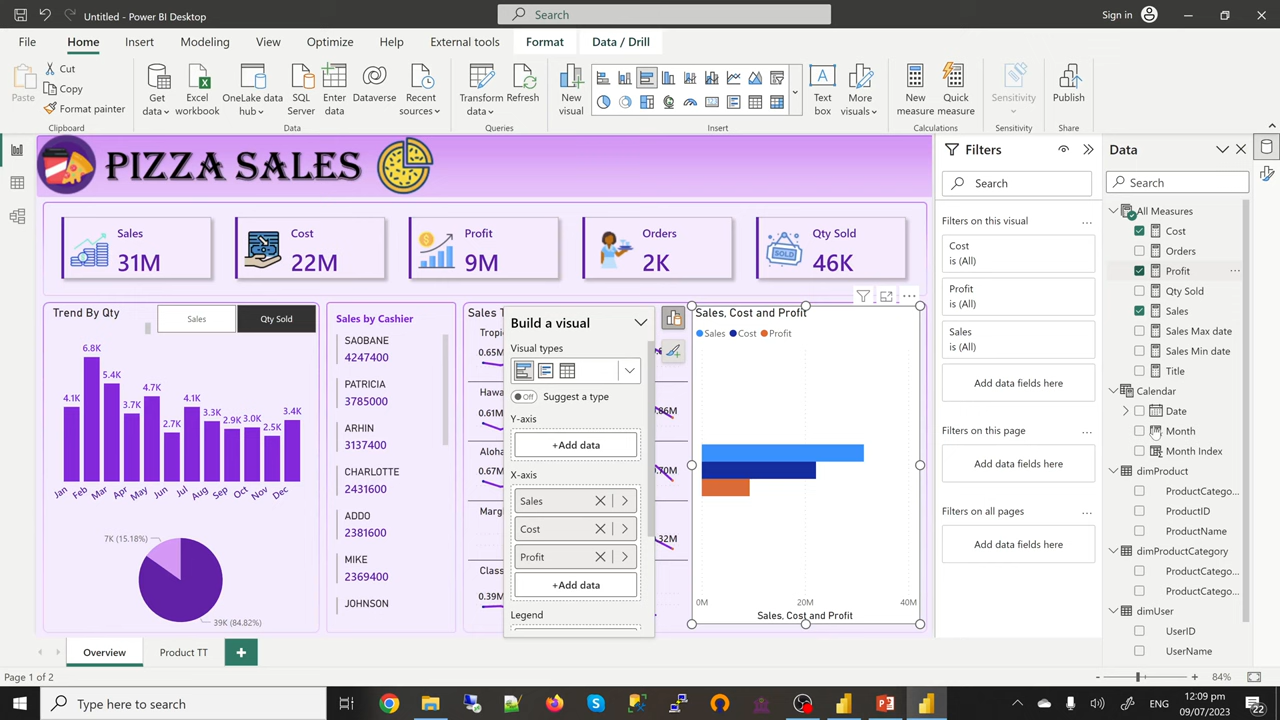 Untitled - Power BI Desktop
Search
Sign in
File
Home
Insert
Modeling
View
Optimize
Help
External tools
Format
Data / Drill
Paste
Cut
Copy
Format painter
Clipboard
Get data
Excel workbook
OneLake data hub
SQL Server
Enter data
Dataverse
Recent sources
Data
Transform data
Refresh
Queries
New visual
Text box
More visuals
Insert
New measure
Quick measure
Calculations
Sensitivity
Sensitivity
Publish
Share
PIZZA SALES
Sales
31M
Cost
22M
Profit
9M
Orders
2K
Qty Sold
46K
Trend By Qty
Sales
Qty Sold
4.1K
6.8K
5.4K
3.7K
4.7K
2.7K
4.1K
3.3K
2.9K
3.0K
2.5K
3.4K
Jan
Feb
Mar
Apr
May
Jun
Jul
Aug
Sep
Oct
Nov
Dec
7K (15.18%)
39K (84.82%)
Sales by Cashier
SAOBANE
4247400
PATRICIA
3785000
ARHIN
3137400
CHARLOTTE
2431600
ADDO
2381600
MIKE
2369400
JOHNSON
Sales T
Tropi
0.65M
Hawa
0.61M
Aloha
0.67M
Marg
Class
0.39M
.86M
.70M
.32M
Build a visual
Visual types
Off
Suggest a type
Y-axis
+Add data
X-axis
Sales
Cost
Profit
+Add data
Legend
Sales, Cost and Profit
Sales
Cost
Profit
0M
20M
40M
Sales, Cost and Profit
Filters
Search
Filters on this visual
Cost
is (All)
Profit
is (All)
Sales
is (All)
Add data fields here
Filters on this page
Add data fields here
Filters on all pages
Add data fields here
Data
Search
All Measures
Cost
Orders
Profit
Qty Sold
Sales
Sales Max date
Sales Min date
Title
Calendar
Date
Month
Month Index
dimProduct
ProductCatego...
ProductID
ProductName
dimProductCategory
ProductCatego...
ProductCatego...
dimUser
UserID
UserName
Overview
Product TT
Page 1 of 2
84%
Type here to search
12:09 pm
09/07/2023
22